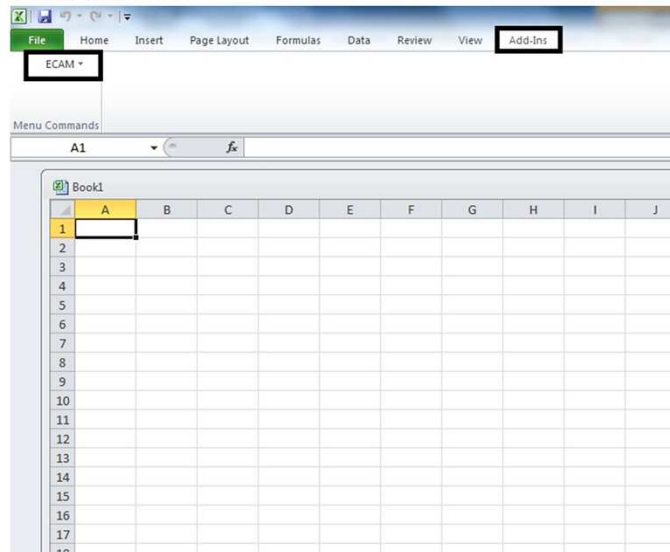 File Home Insert Page Layout Formulas Data Review View Add-Ins
ECAM
Menu Commands
A1 fx
Book1
A B C D E F G H I J
1
2
3
4
5
6
7
8
9
10
11
12
13
14
15
16
17